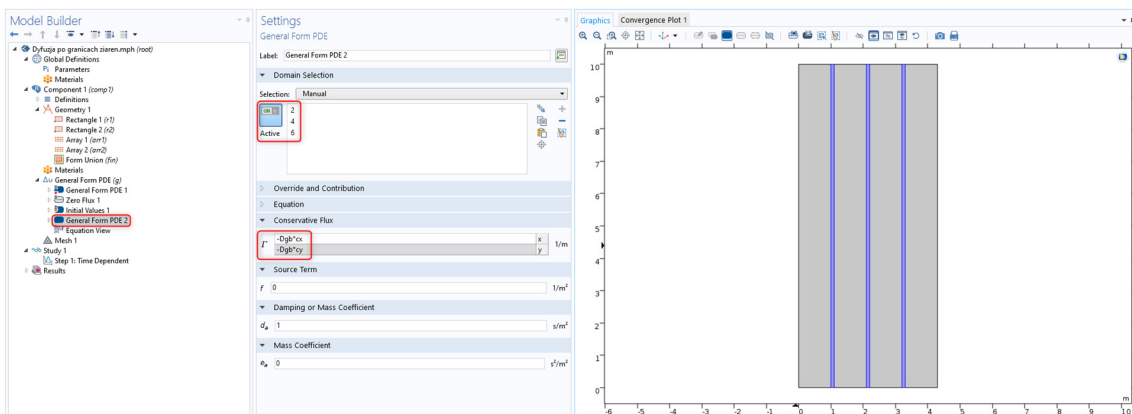 Model Builder
Dyfuzja po granicach ziaren.mph (root)
Global Definitions
Pi Parameters
Materials
Component 1 (comp1)
Definitions
Geometry 1
Rectangle 1 (r1)
Rectangle 2 (r2)
Array 1 (arr1)
Array 2 (arr2)
Form Union (fin)
Materials
Δu General Form PDE (g)
General Form PDE 1
Zero Flux 1
Initial Values 1
General Form PDE 2
Equation View
Mesh 1
Study 1
Step 1: Time Dependent
Results
Settings
General Form PDE
Label: General Form PDE 2
Domain Selection
Selection: Manual
ON
Active
2
4
6
Override and Contribution
Equation
Conservative Flux
Γ -Dgb*cx x 1/m
-Dgb*cy y
Source Term
f 0 1/m²
Damping or Mass Coefficient
da 1 s/m²
Mass Coefficient
ea 0 s²/m²
Graphics Convergence Plot 1
m
10
9
8
7
6
5
4
3
2
1
0
m
-6 -5 -4 -3 -2 -1 0 1 2 3 4 5 6 7 8 9 10